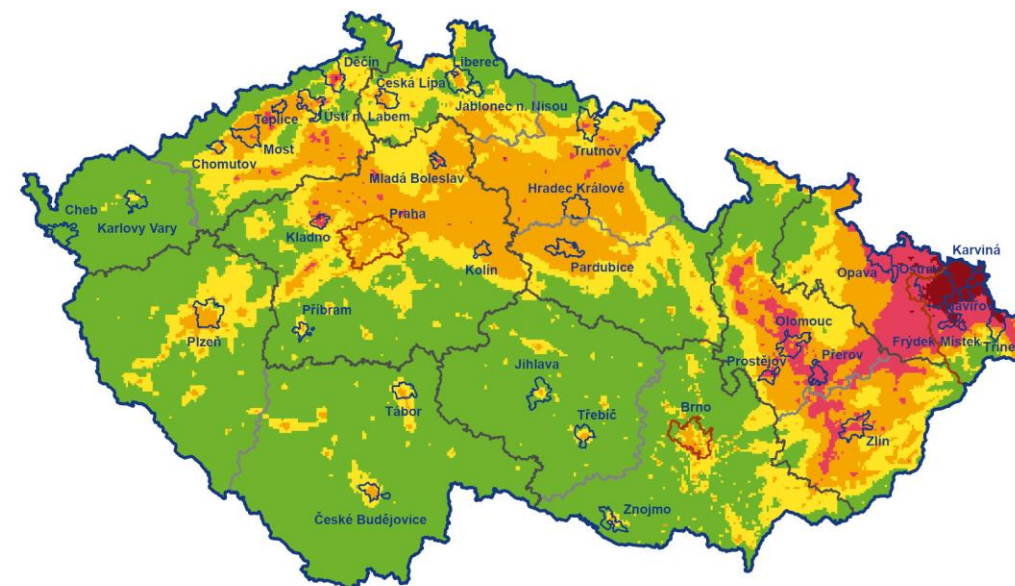 Děčín
Liberec
Česká Lípa
Jablonec n. Nisou
Teplice
Ústí n. Labem
Most
Chomutov
Trutnov
Mladá Boleslav
Hradec Králové
Cheb
Karlovy Vary
Praha
Kladno
Kolín
Pardubice
Karviná
Opava
Plzeň
Příbram
Olomouc
Frýdek Místek
Jihlava
Prostějov
Přerov
Tábor
Třebíč
Brno
Zlín
České Budějovice
Znojmo